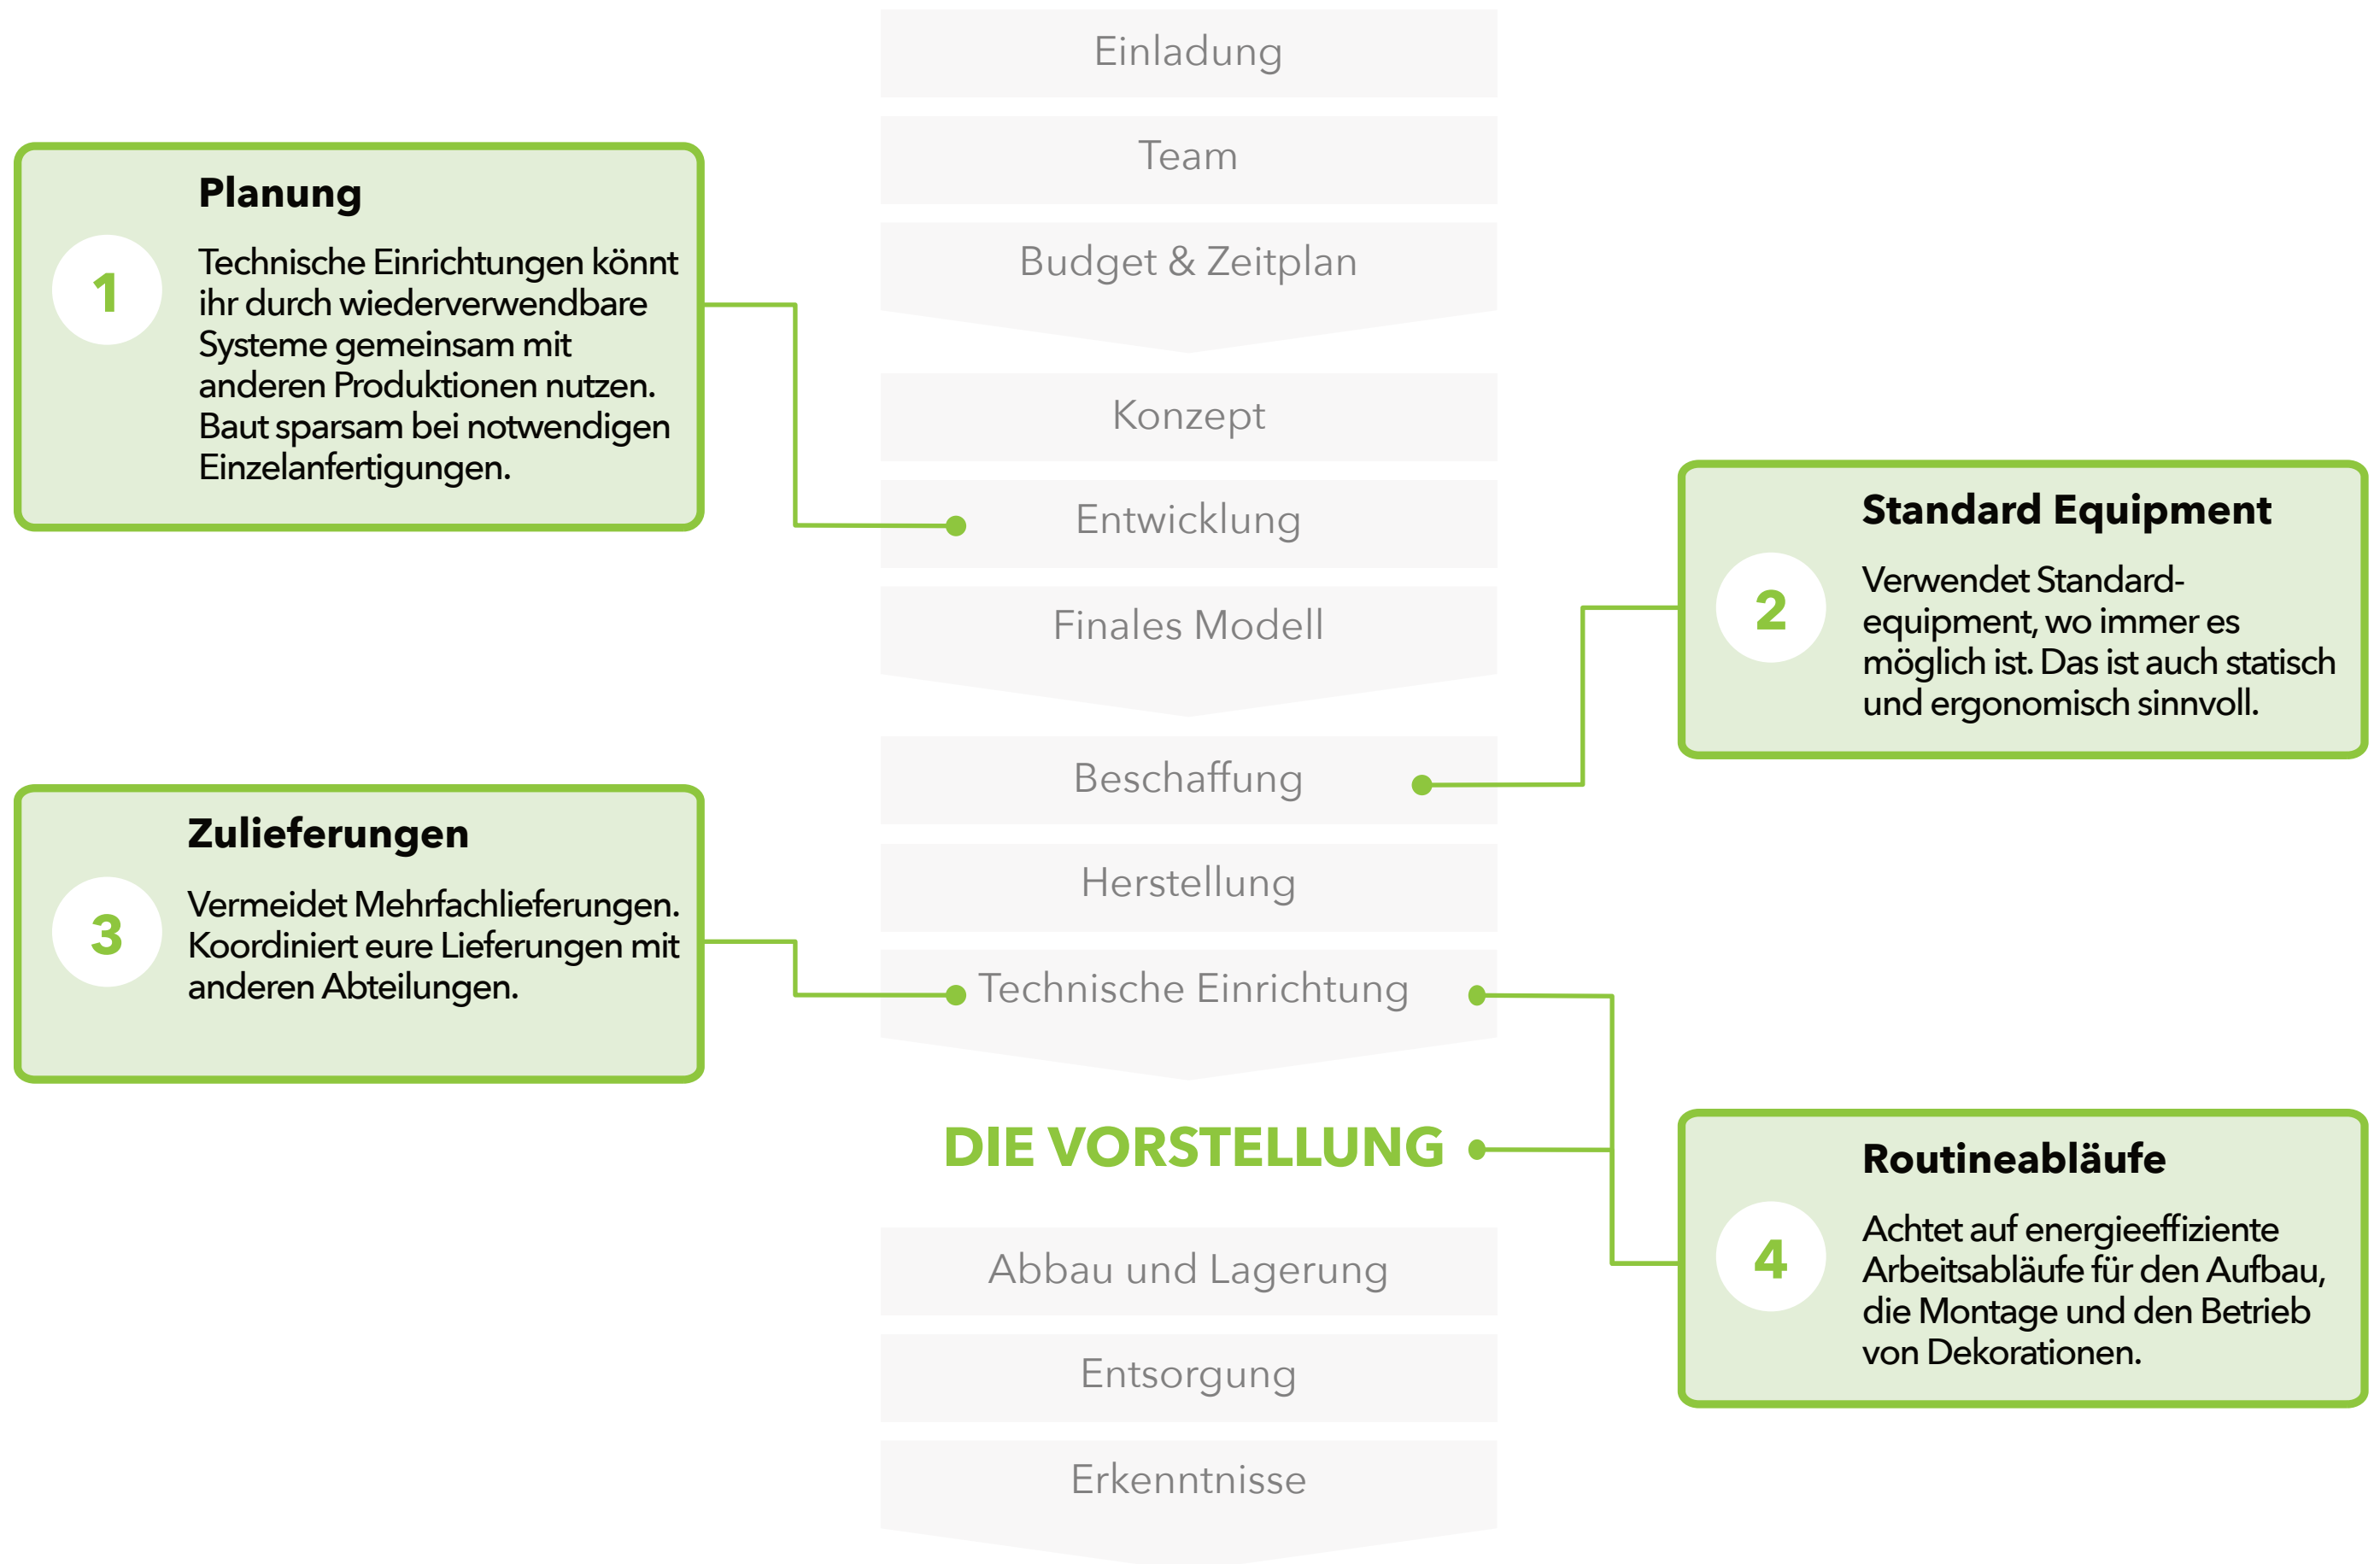 Einladung
Team
Budget & Zeitplan
Konzept
Entwicklung
Finales Modell
Beschaffung
Herstellung
Technische Einrichtung
DIE VORSTELLUNG
Abbau und Lagerung
Entsorgung
Erkenntnisse
1
Planung
Technische Einrichtungen könnt
ihr durch wiederverwendbare
Systeme gemeinsam mit
anderen Produktionen nutzen.
Baut sparsam bei notwendigen
Einzelanfertigungen.
2
Standard Equipment
Verwendet Standard-
equipment, wo immer es
möglich ist. Das ist auch statisch
und ergonomisch sinnvoll.
3
Zulieferungen
Vermeidet Mehrfachlieferungen.
Koordiniert eure Lieferungen mit
anderen Abteilungen.
4
Routineabläufe
Achtet auf energieeffiziente
Arbeitsabläufe für den Aufbau,
die Montage und den Betrieb
von Dekorationen.